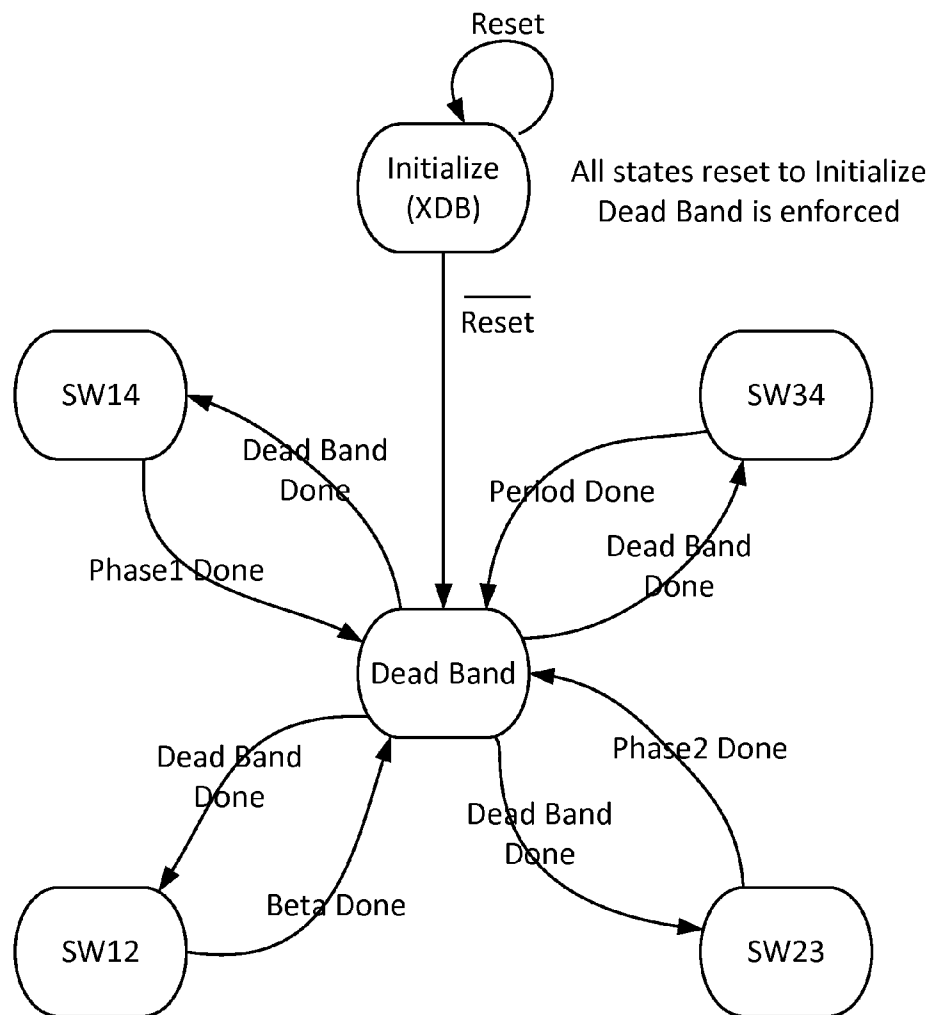 Reset
Initialize
(XDB)
All states reset to Initialize
Dead Band is enforced
Reset
SW14
SW34
Dead Band
Done
Period Done
Dead Band
Done
Phase1 Done
Dead Band
Dead Band
Done
Phase2 Done
Dead Band
Done
Beta Done
SW12
SW23